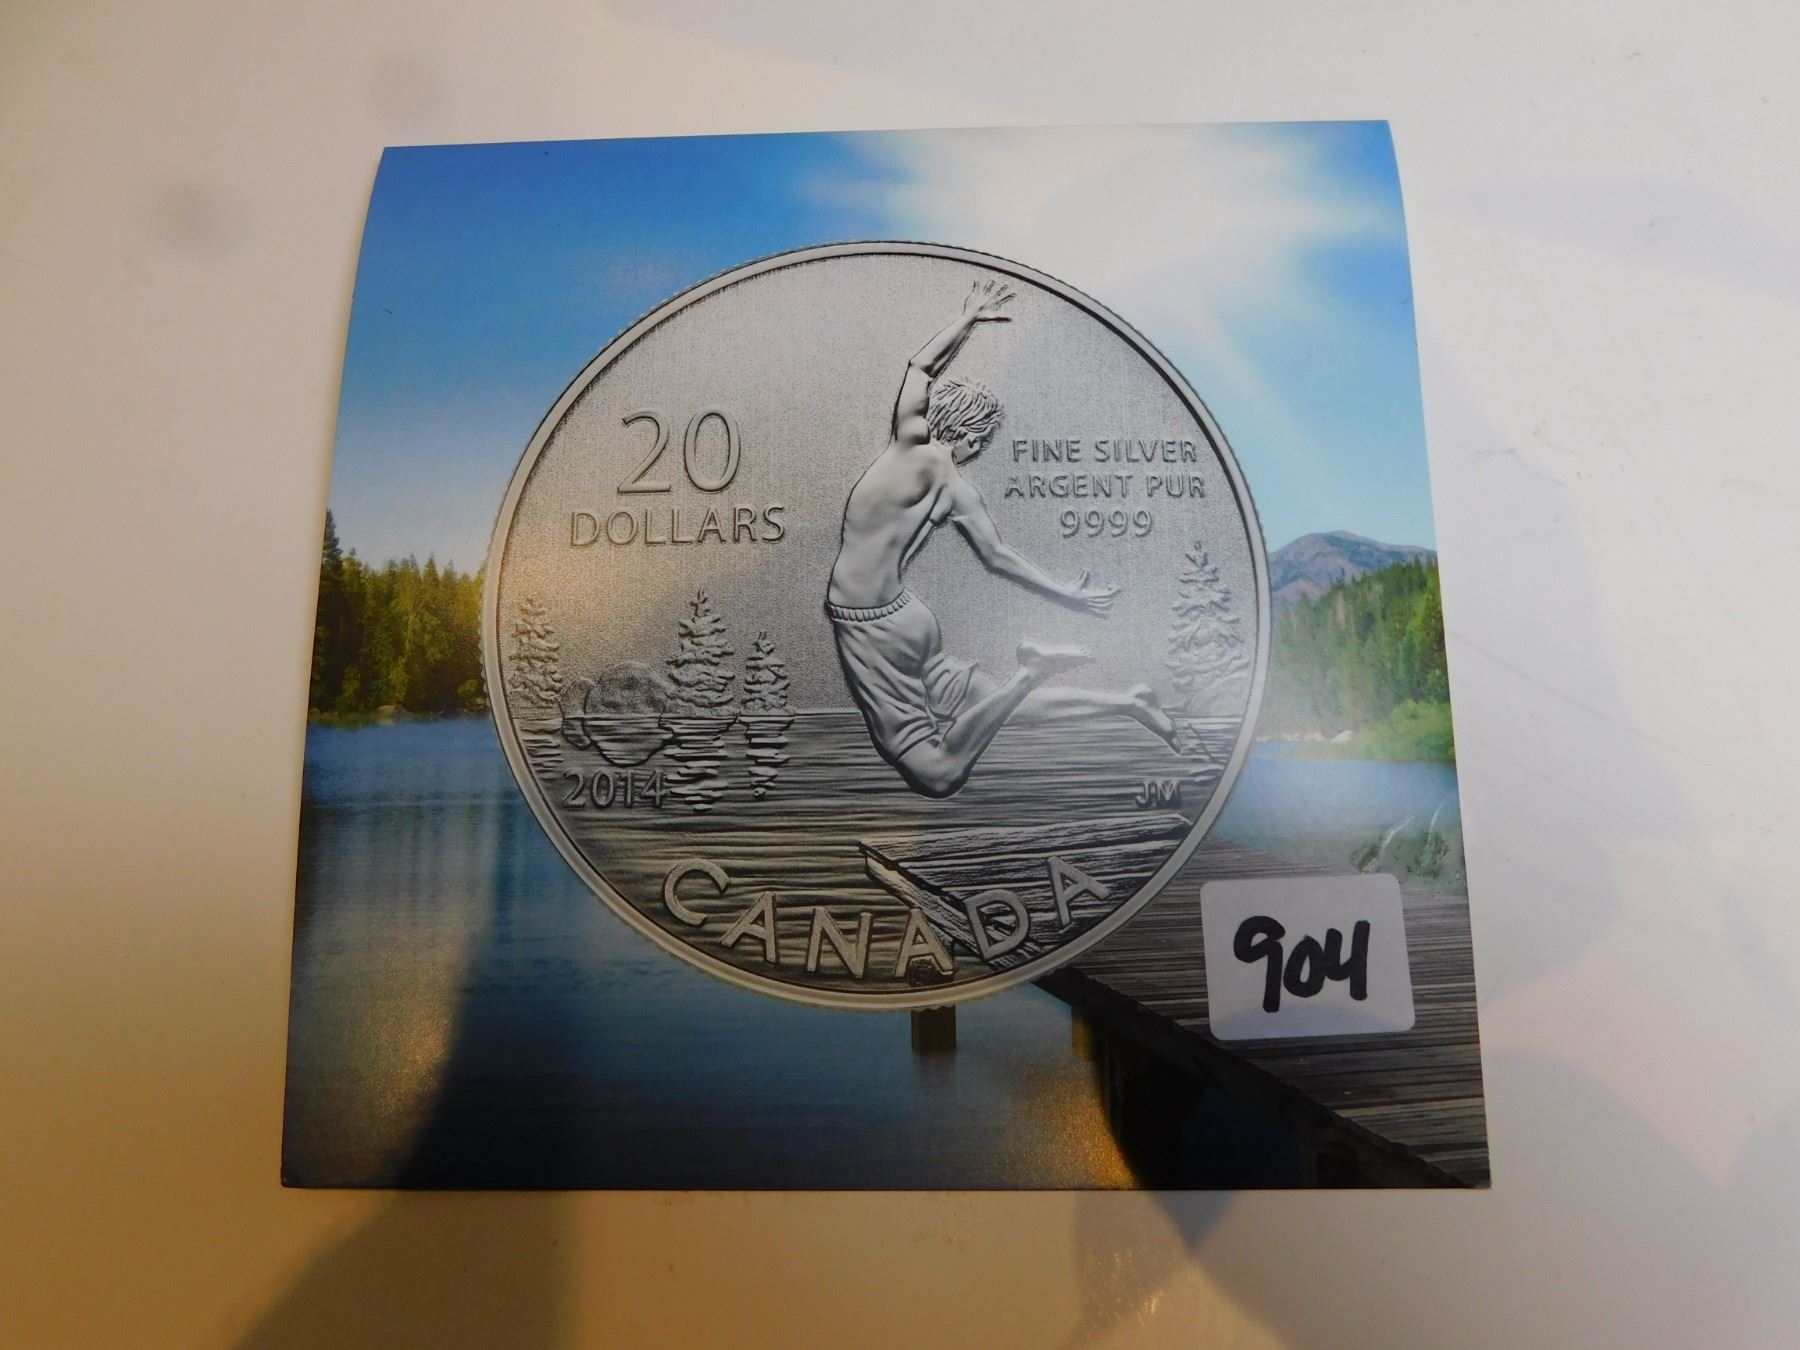 20
DOLLARS
FINE SILVER
ARGENT PUR
9999
2014
JM
CANADA
904